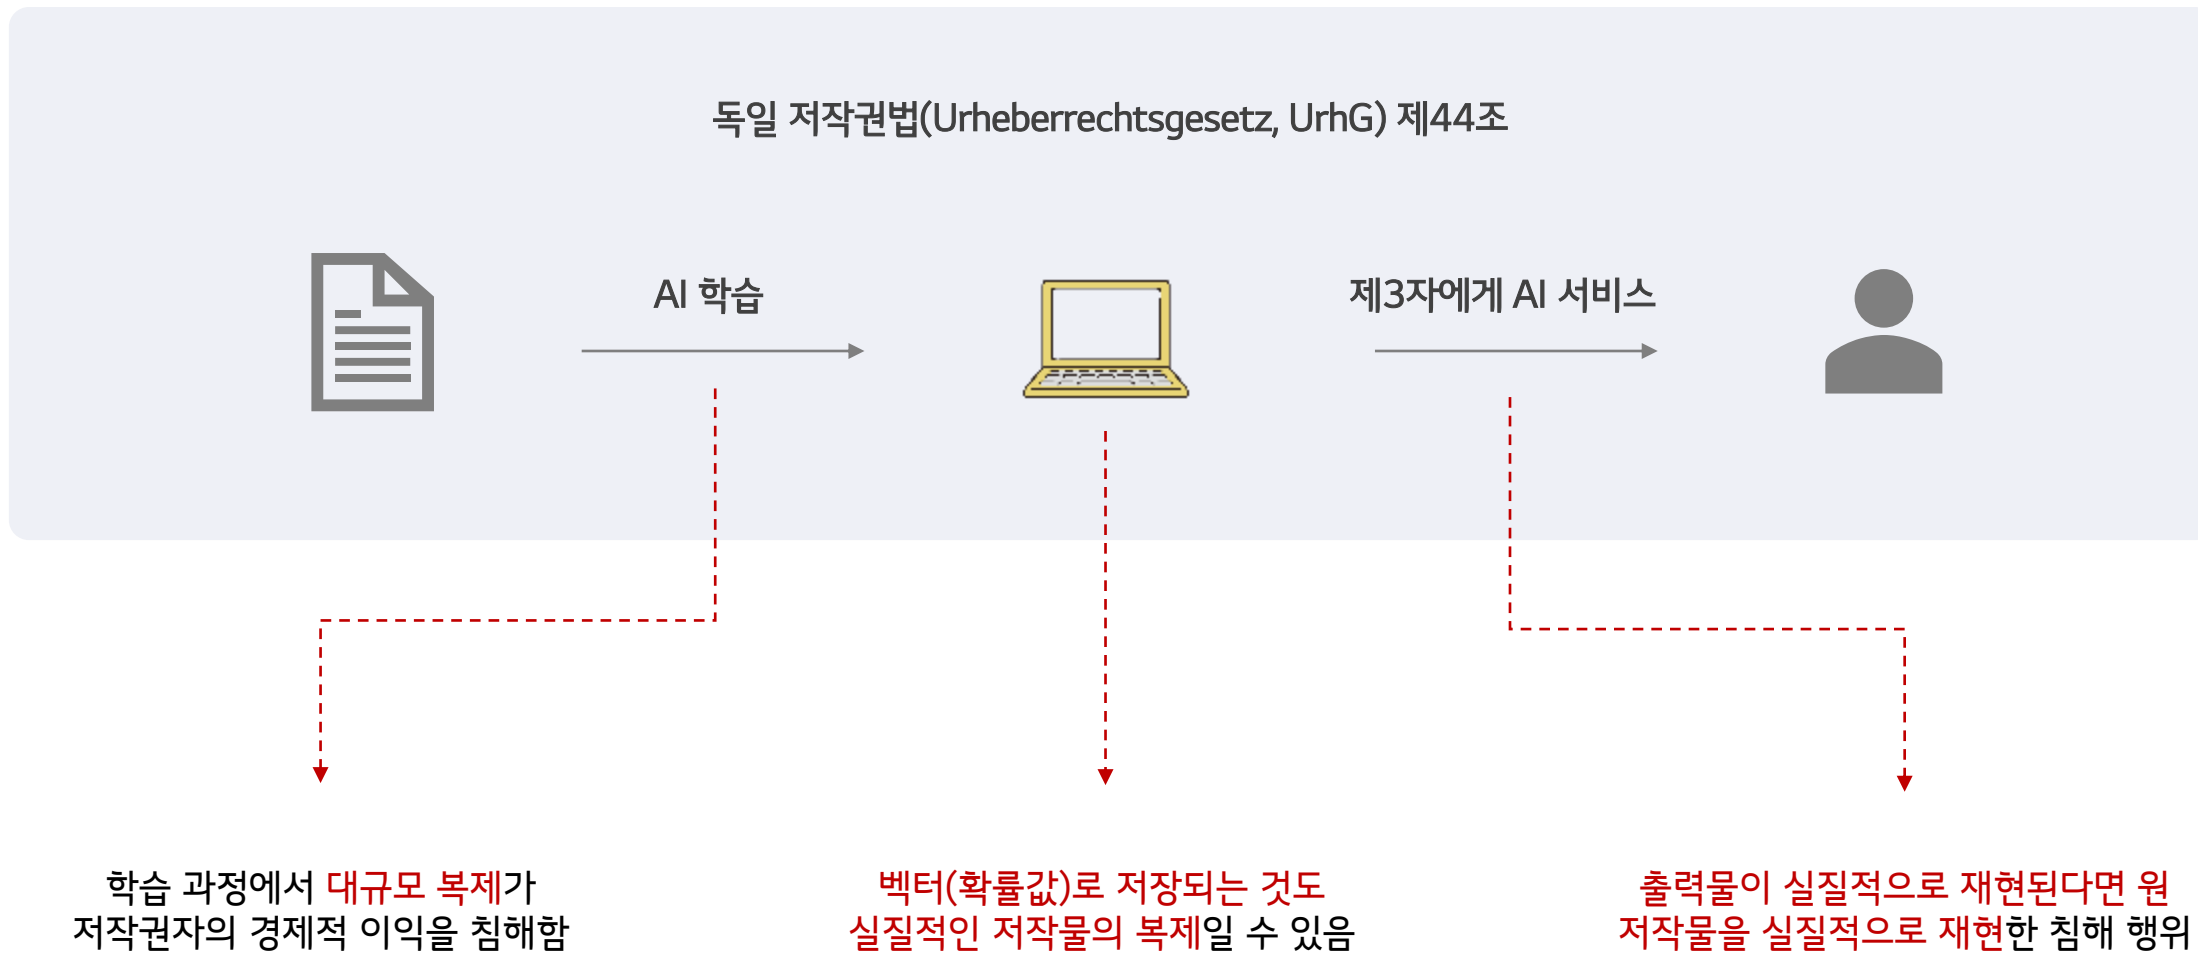 독일 저작권법(Urheberrechtsgesetz, UrhG) 제44조
AI 학습
제3자에게 AI 서비스
학습 과정에서 대규모 복제가
저작권자의 경제적 이익을 침해함
벡터(확률값)로 저장되는 것도
실질적인 저작물의 복제일 수 있음
출력물이 실질적으로 재현된다면 원
저작물을 실질적으로 재현한 침해 행위